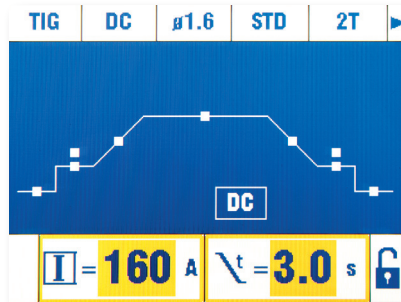 TIG DC ø1.6 STD 2T
DC
I = 160 A t = 3.0 s